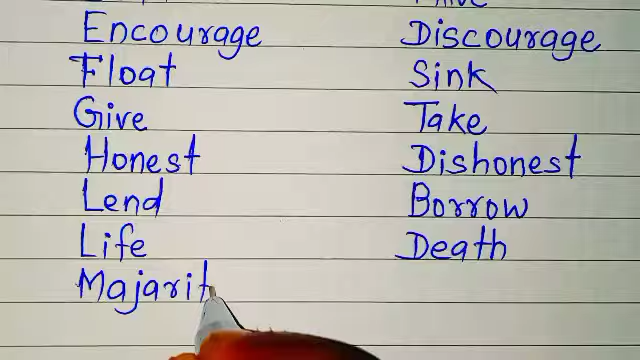 Encourage Discourage
Float Sink
Give Take
Honest Dishonest
Lend Borrow
Life Death
Majarit